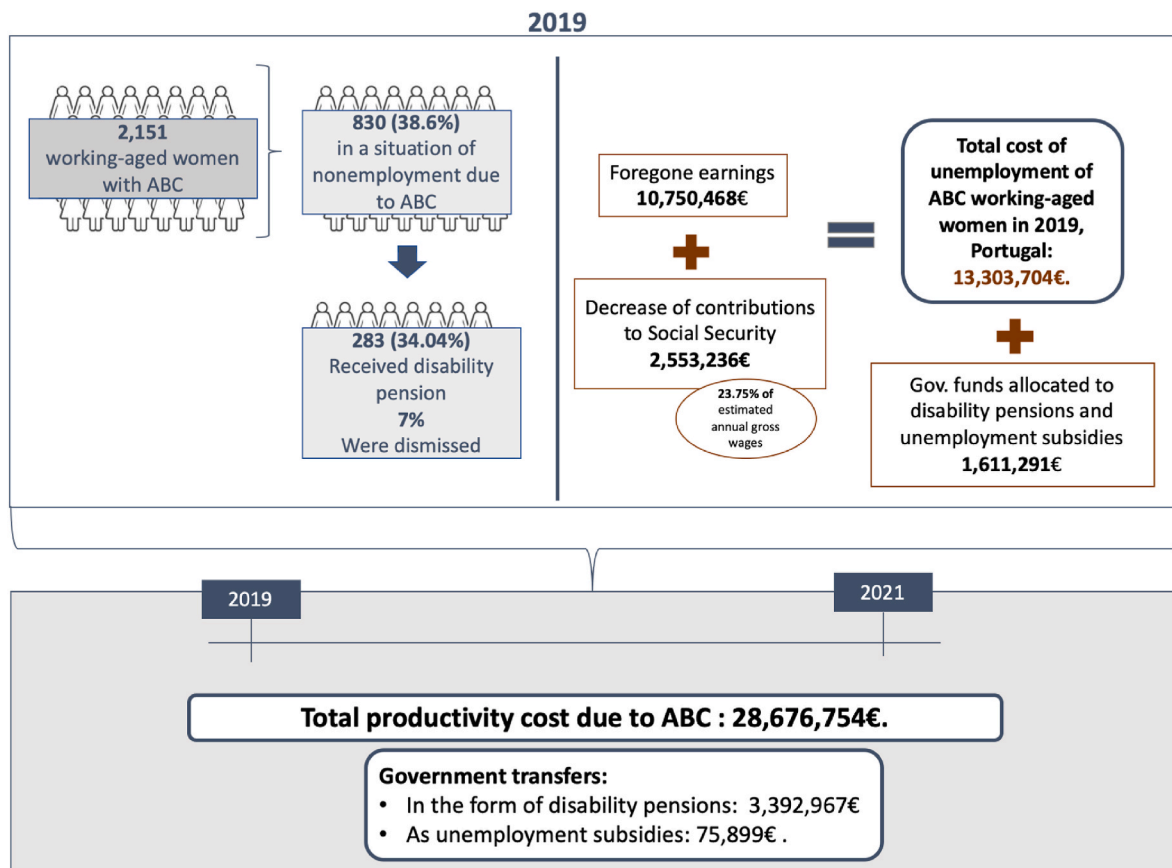 2019
2,151
working-aged women
with ABC
830 (38.6%)
in a situation of
nonemployment due
to ABC
283 (34.04%)
Received disability
pension
7%
Were dismissed
Foregone earnings
10,750,468€
Decrease of contributions
to Social Security
2,553,236€
23.75% of
estimated
annual gross
wages
Total cost of
unemployment of
ABC working-aged
women in 2019,
Portugal:
13,303,704€.
Gov. funds allocated to
disability pensions and
unemployment subsidies
1,611,291€
2019
2021
Total productivity cost due to ABC : 28,676,754€.
Government transfers:
• In the form of disability pensions: 3,392,967€
• As unemployment subsidies: 75,899€ .